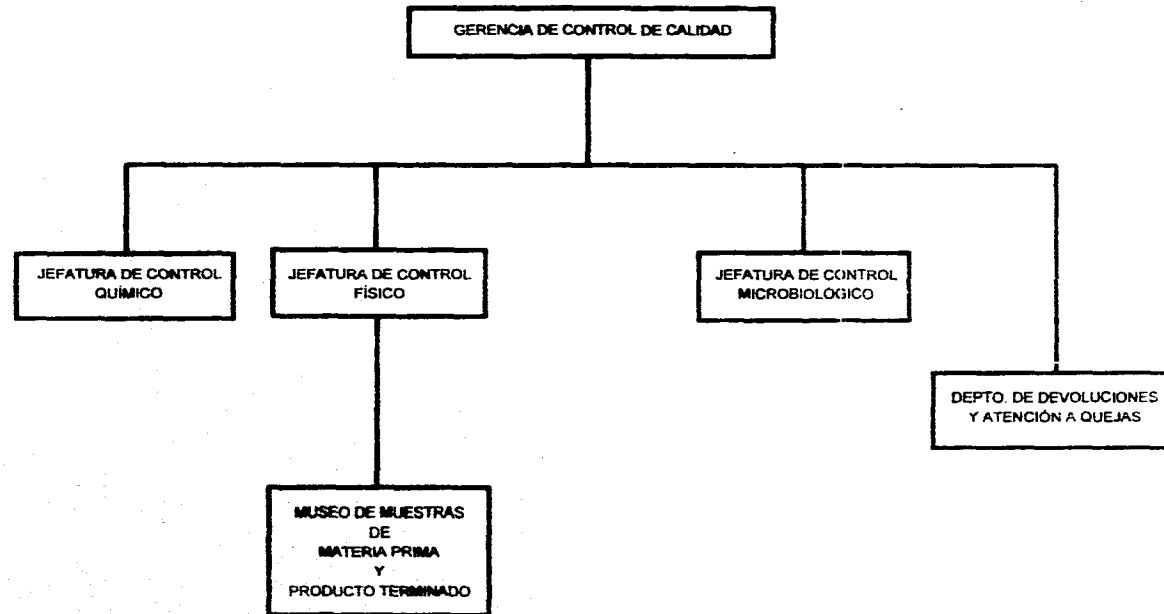 GERENCIA DE CONTROL DE CALIDAD
JEFATURA DE CONTROL
QUÍMICO
JEFATURA DE CONTROL
FÍSICO
JEFATURA DE CONTROL
MICROBIOLÓGICO
DEPTO. DE DEVOLUCIONES
Y ATENCIÓN A QUEJAS
MUSEO DE MUESTRAS
DE
MATERIA PRIMA
Y
PRODUCTO TERMINADO